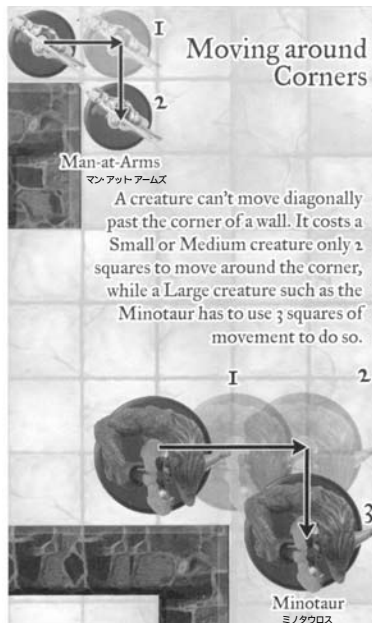 1
Moving around
Corners
2
Man-at-Arms
マン・アット アームズ
A creature can't move diagonally
past the corner of a wall. It costs a
Small or Medium creature only 2
squares to move around the corner,
while a Large creature such as the
Minotaur has to use 3 squares of
movement to do so.
1
2
3
Minotaur
ミノタウロス